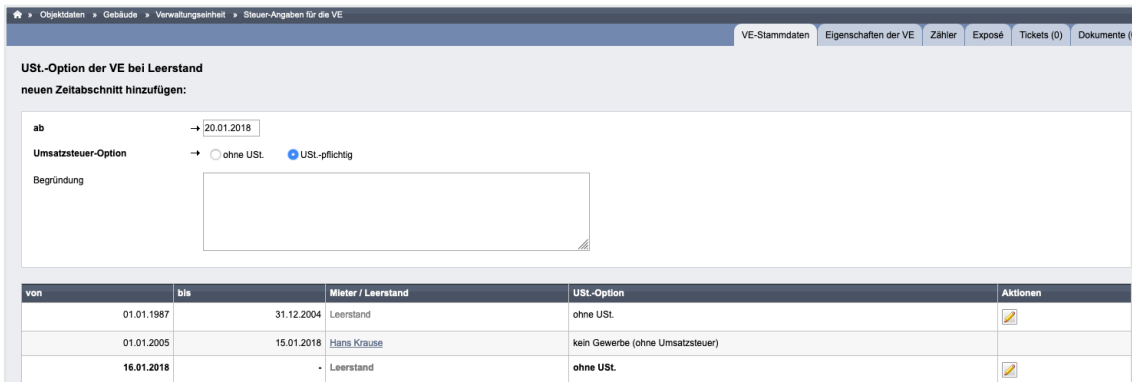 » Objektdaten » Gebäude » Verwaltungseinheit » Steuer-Angaben für die VE
VE-Stammdaten Eigenschaften der VE Zähler Exposé Tickets (0) Dokumente (
USt.-Option der VE bei Leerstand
neuen Zeitabschnitt hinzufügen:
ab → 20.01.2018
Umsatzsteuer-Option → ohne USt. USt.-pflichtig
Begründung
von bis Mieter / Leerstand USt.-Option Aktionen
01.01.1987 31.12.2004 Leerstand ohne USt.
01.01.2005 15.01.2018 Hans Krause kein Gewerbe (ohne Umsatzsteuer)
16.01.2018 - Leerstand ohne USt.